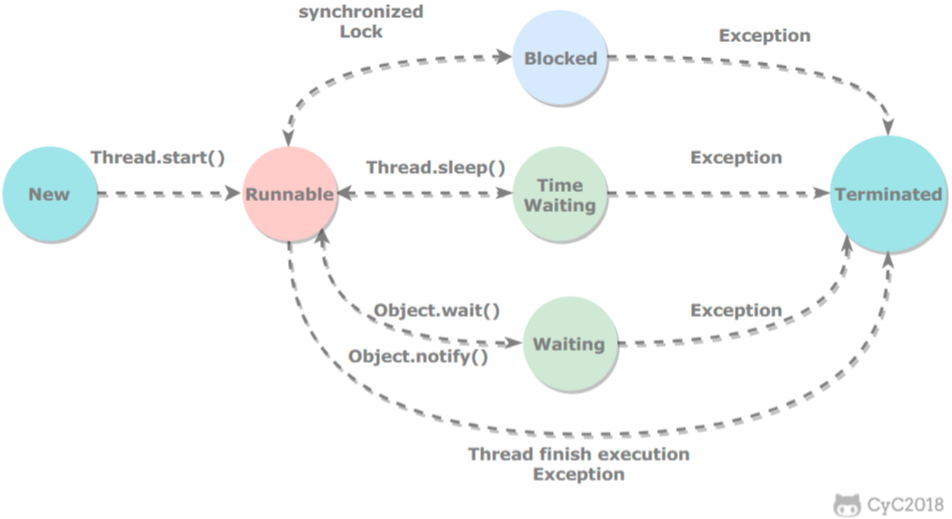 synchronized
Lock
Blocked
Exception
Thread.start()
Thread.sleep()
Exception
New
Runnable
Time
Waiting
Terminated
Object.wait()
Exception
Waiting
Object.notify()
Thread finish execution
Exception
CyC2018